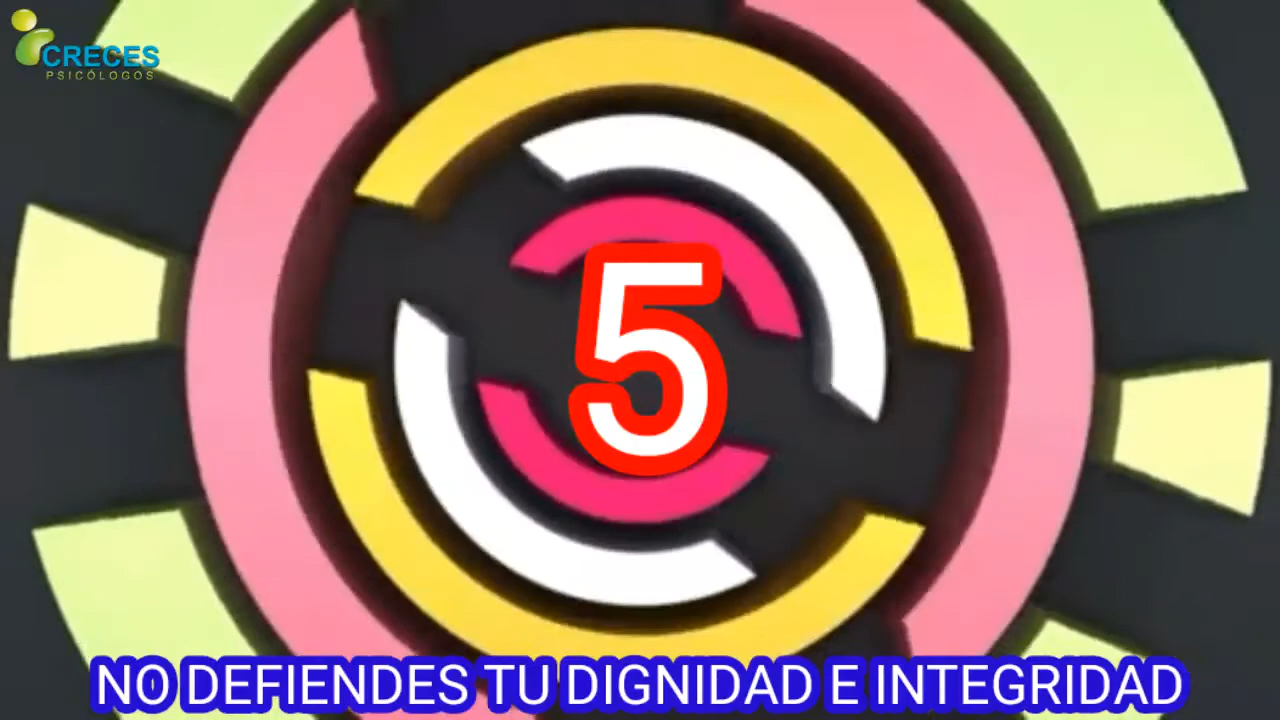 CRECES
PSICÓLOGOS
5
NO DEFIENDES TU DIGNIDAD E INTEGRIDAD